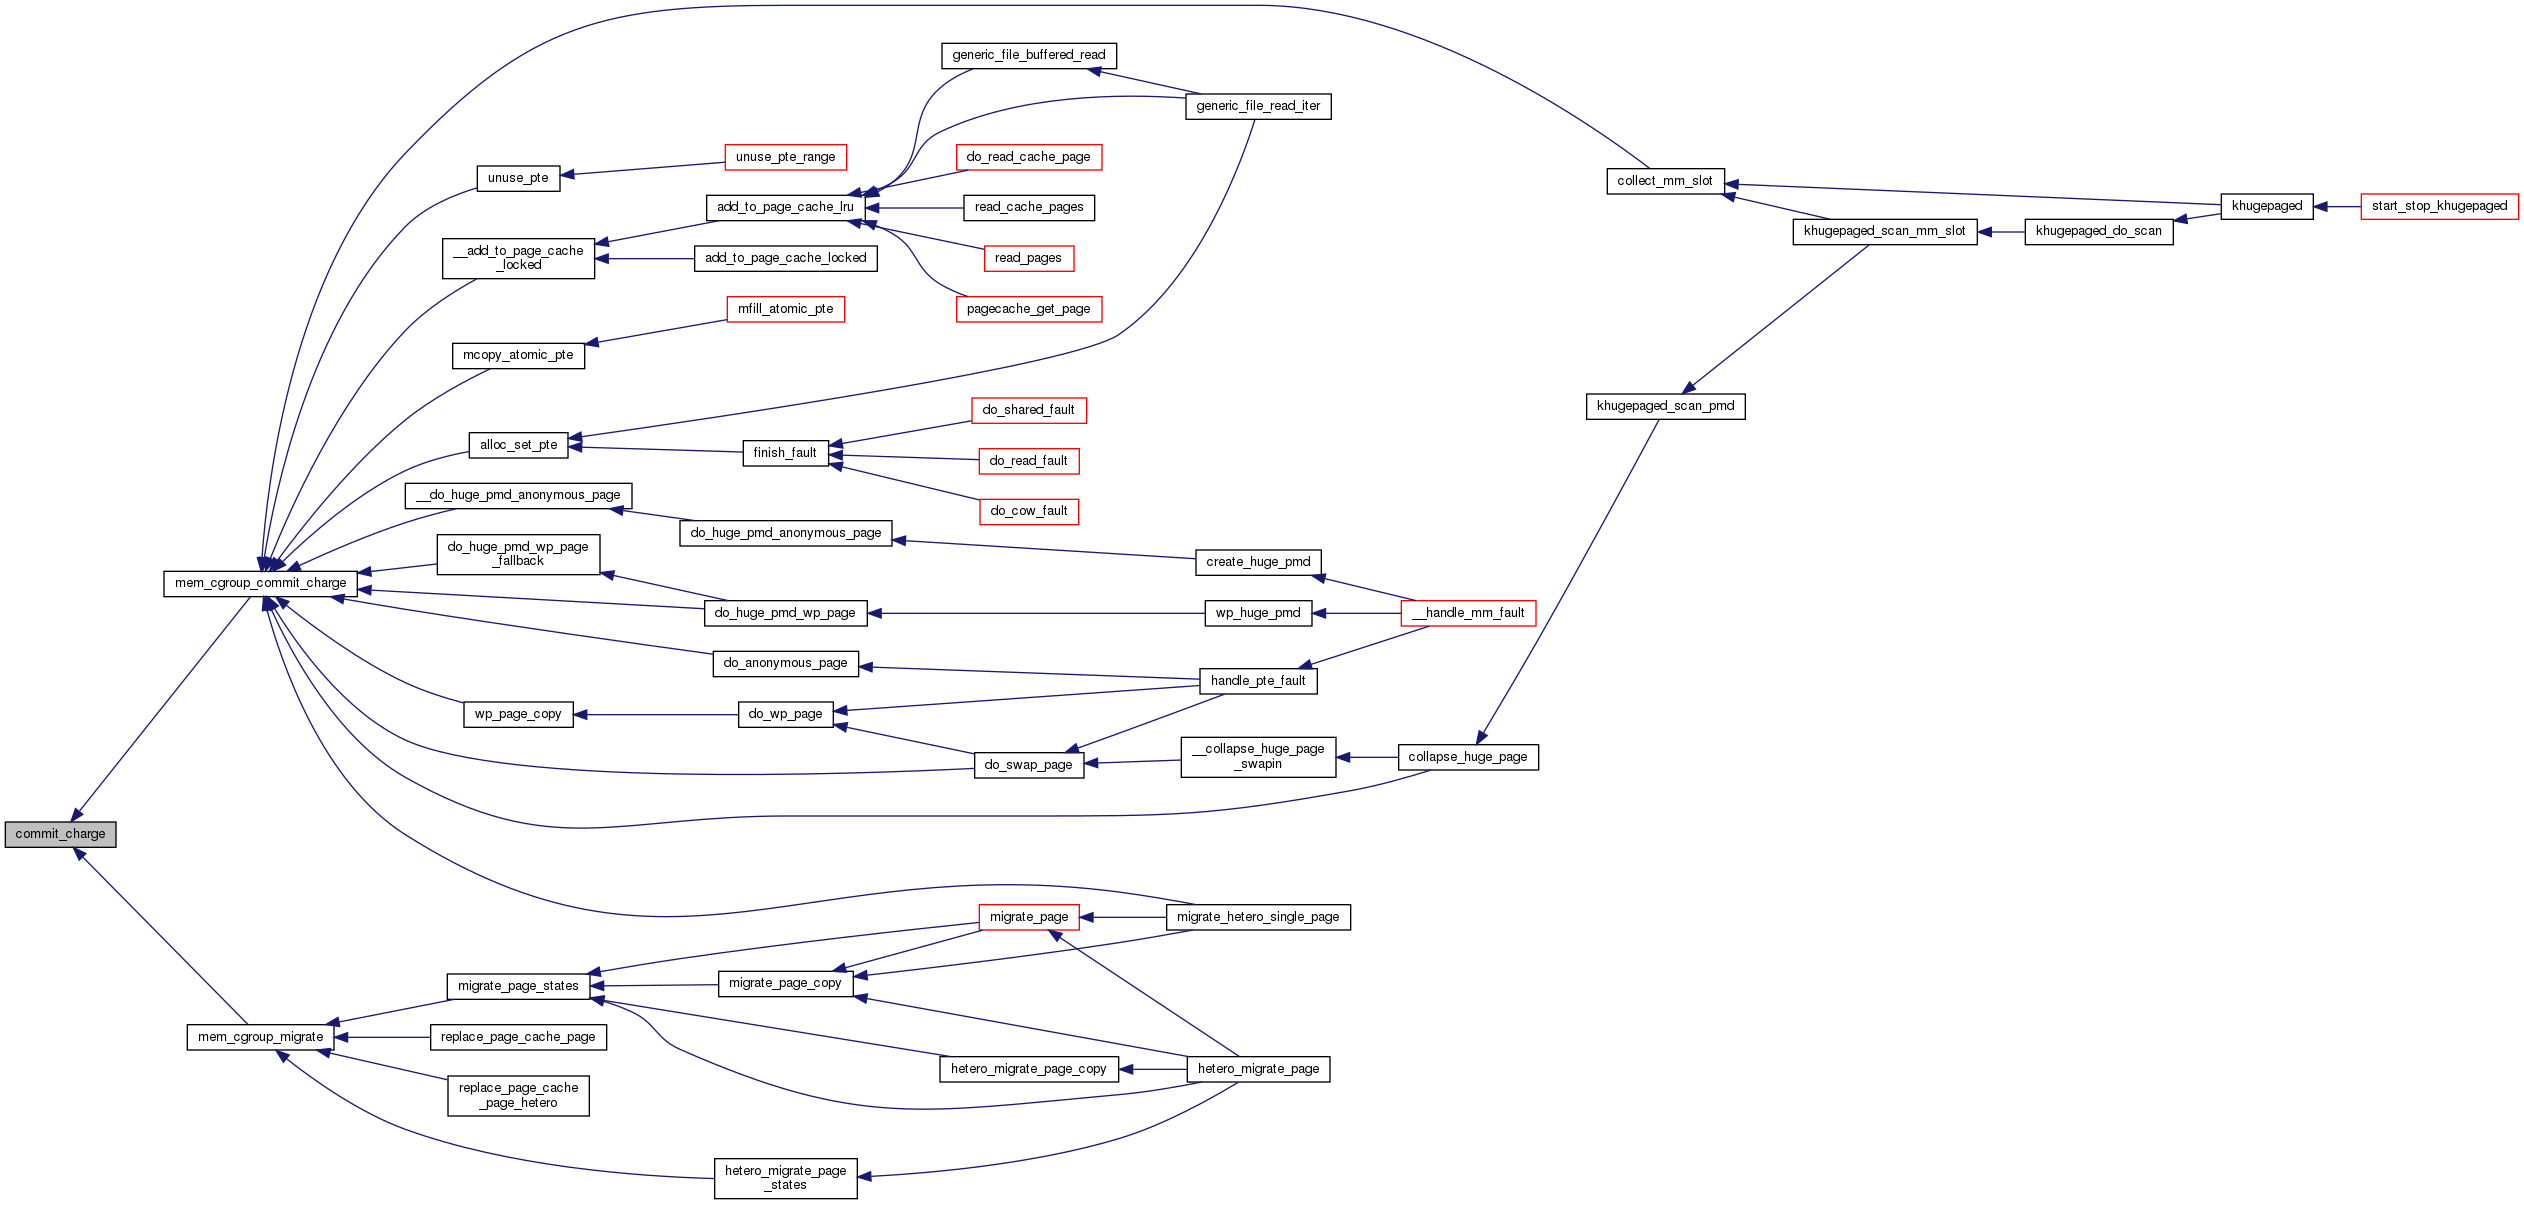 generic_file_buffered_read
generic_file_read_iter
unuse_pte_range
do_read_cache_page
unuse_pte
collect_mm_slot
add_to_page_cache_lru
read_cache_pages
khugepaged
start_stop_khugepaged
khugepaged_scan_mm_slot
khugepaged_do_scan
__add_to_page_cache
_locked
add_to_page_cache_locked
read_pages
mfill_atomic_pte
pagecache_get_page
mcopy_atomic_pte
do_shared_fault
khugepaged_scan_pmd
alloc_set_pte
finish_fault
do_read_fault
__do_huge_pmd_anonymous_page
do_cow_fault
do_huge_pmd_anonymous_page
do_huge_pmd_wp_page
_fallback
create_huge_pmd
mem_cgroup_commit_charge
do_huge_pmd_wp_page
wp_huge_pmd
__handle_mm_fault
do_anonymous_page
handle_pte_fault
wp_page_copy
do_wp_page
do_swap_page
__collapse_huge_page
_swapin
collapse_huge_page
commit_charge
migrate_page
migrate_hetero_single_page
migrate_page_states
migrate_page_copy
mem_cgroup_migrate
replace_page_cache_page
hetero_migrate_page_copy
hetero_migrate_page
replace_page_cache
_page_hetero
hetero_migrate_page
_states